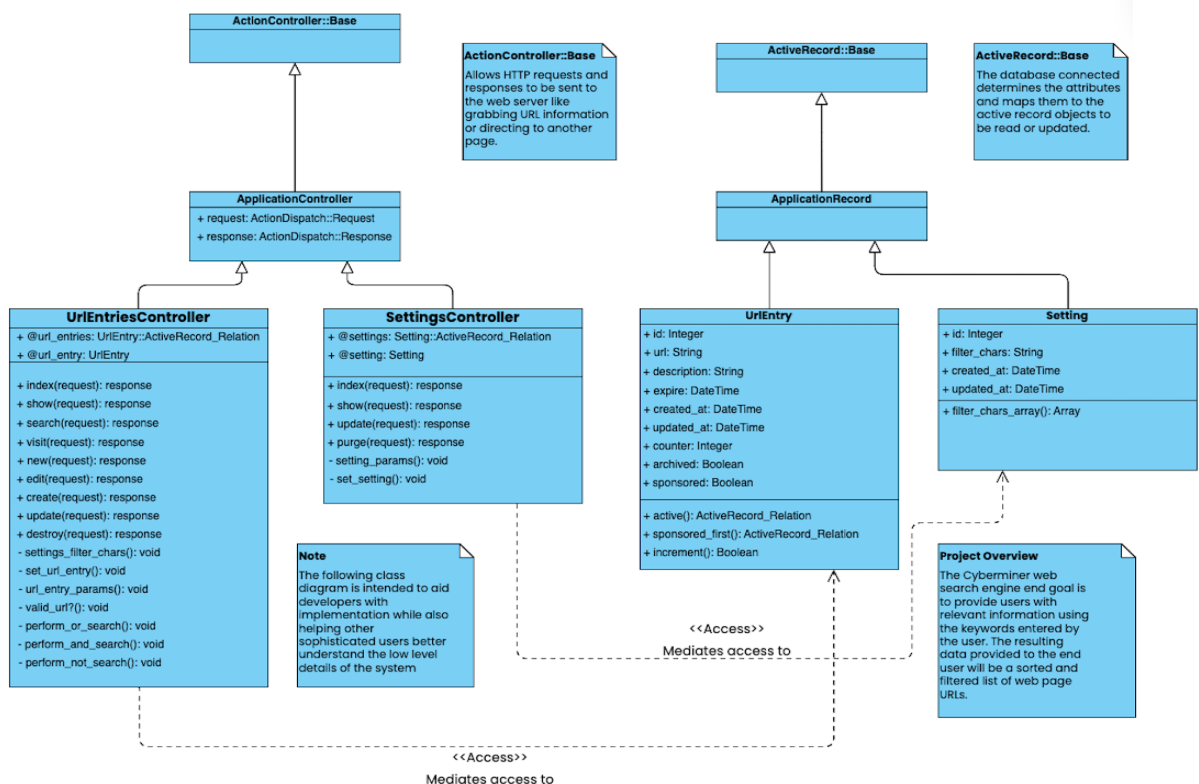 ActionController::Base
ActionController::Base
Allows HTTP requests and
responses to be sent to
the web server like
grabbing URL information
or directing to another
page.
ActiveRecord::Base
ActiveRecord::Base
The database connected
determines the attributes
and maps them to the
active record objects to
be read or updated.
ApplicationController
+ request: ActionDispatch::Request
+ response: ActionDispatch::Response
ApplicationRecord
UrlEntriesController
+ @url_entries: UrlEntry::ActiveRecord_Relation
+ @url_entry: UrlEntry
+ index(request): response
+ show(request): response
+ search(request): response
+ visit(request): response
+ new(request): response
+ edit(request): response
+ create(request): response
+ update(request): response
+ destroy(request): response
- settings_filter_chars(): void
- set_url_entry(): void
- url_entry_params(): void
- valid_url?(): void
- perform_or_search(): void
- perform_and_search(): void
- perform_not_search(): void
SettingsController
+ @settings: Setting::ActiveRecord_Relation
+ @setting: Setting
+ index(request): response
+ show(request): response
+ update(request): response
+ purge(request): response
- setting_params(): void
- set_setting(): void
UrlEntry
+ id: Integer
+ url: String
+ description: String
+ expire: DateTime
+ created_at: DateTime
+ updated_at: DateTime
+ counter: Integer
+ archived: Boolean
+ sponsored: Boolean
+ active(): ActiveRecord_Relation
+ sponsored_first(): ActiveRecord_Relation
+ increment(): Boolean
Setting
+ id: Integer
+ filter_chars: String
+ created_at: DateTime
+ updated_at: DateTime
+ filter_chars_array(): Array
Note
The following class
diagram is intended to aid
developers with
implementation while also
helping other
sophisticated users better
understand the low level
details of the system
<<Access>>
Mediates access to
Project Overview
The Cyberminer web
search engine end goal is
to provide users with
relevant information using
the keywords entered by
the user. The resulting
data provided to the end
user will be a sorted and
filtered list of web page
URLs.
<<Access>>
Mediates access to